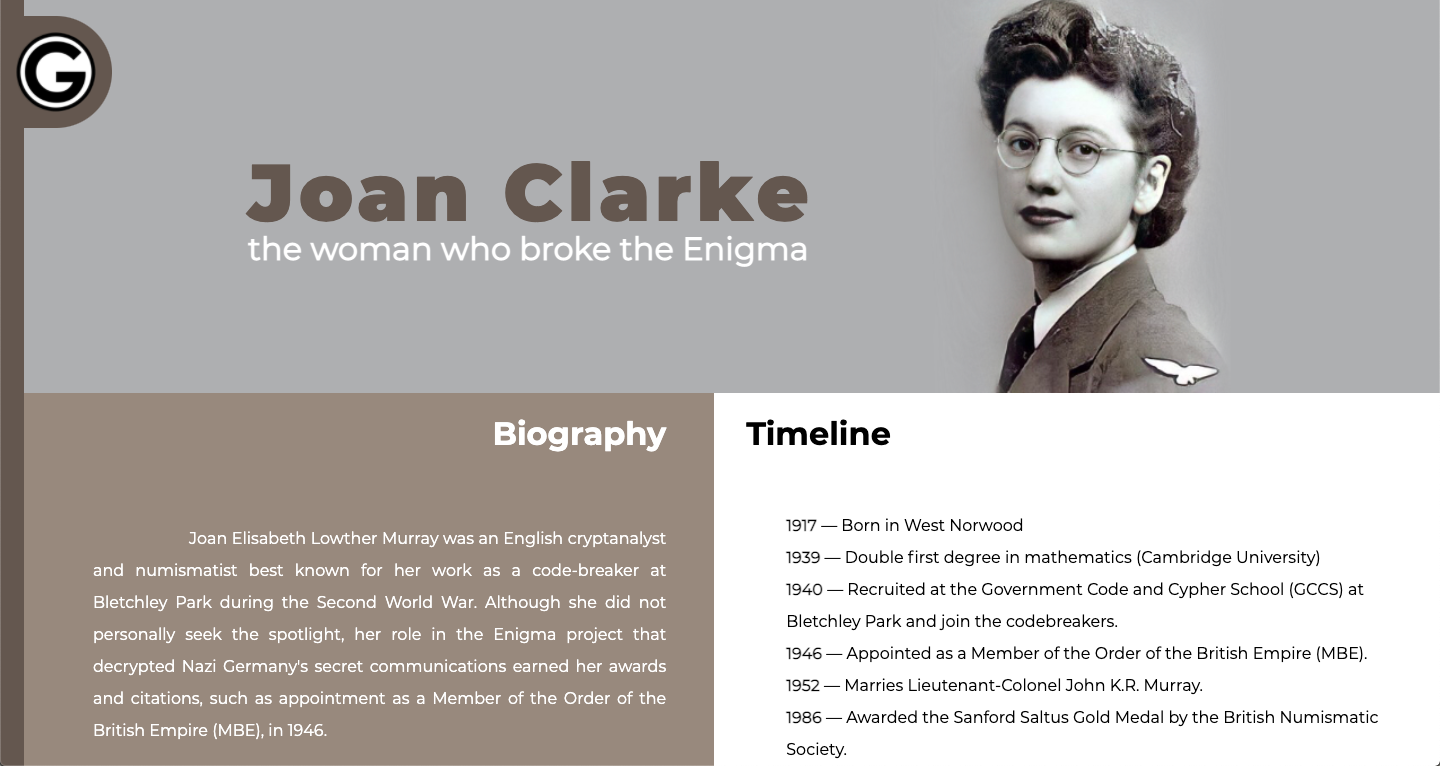 G
Joan Clarke
the woman who broke the Enigma
Biography
Joan Elisabeth Lowther Murray was an English cryptanalyst
and numismatist best known for her work as a code-breaker at
Bletchley Park during the Second World War. Although she did not
personally seek the spotlight, her role in the Enigma project that
decrypted Nazi Germany's secret communications earned her awards
and citations, such as appointment as a Member of the Order of the
British Empire (MBE), in 1946.
Timeline
1917 — Born in West Norwood
1939 — Double first degree in mathematics (Cambridge University)
1940 — Recruited at the Government Code and Cypher School (GCCS) at
Bletchley Park and join the codebreakers.
1946 — Appointed as a Member of the Order of the British Empire (MBE).
1952 — Marries Lieutenant-Colonel John K.R. Murray.
1986 — Awarded the Sanford Saltus Gold Medal by the British Numismatic
Society.